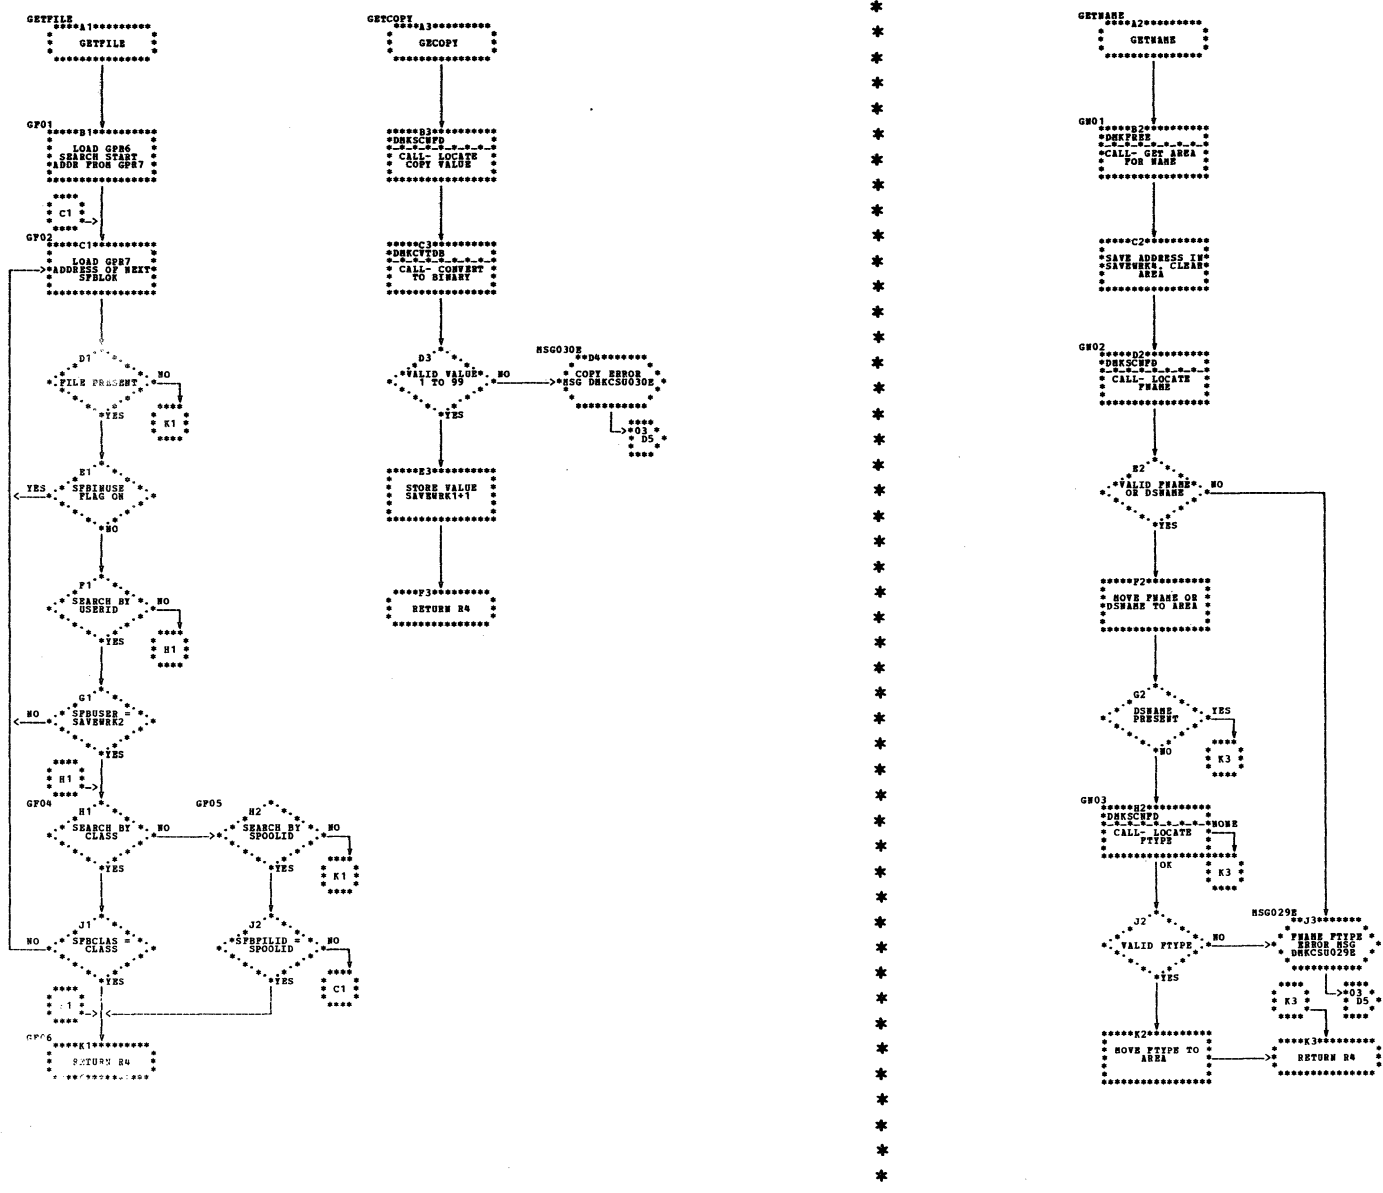 GETFILE
A1
GETFILE
GF01
B1
LOAD GPR6
SEARCH START
ADDR FROM GPR7
C1
GF02
C1
LOAD GPR7
ADDRESS OF NEXT
SFBLOK
D1
FILE PRESENT
NO
K1
YES
E1
SFBINUSE
FLAG ON
YES
NO
F1
SEARCH BY
USERID
NO
H1
YES
G1
SFBUSER =
SAVEWRK2
NO
YES
H1
GF04
H1
SEARCH BY
CLASS
NO
YES
GF05
H2
SEARCH BY
SPOOLID
NO
K1
YES
J1
SFBCLAS =
CLASS
NO
YES
J2
SFBFILID =
SPOOLID
NO
C1
YES
1
GF06
K1
RETURN R4
GETCOPY
A3
GECOPY
B3
DMKSCNFD
CALL- LOCATE
COPY VALUE
C3
DMKCVTDB
CALL- CONVERT
TO BINARY
D3
VALID VALUE
1 TO 99
NO
YES
MSG030E
D4
COPY ERROR
MSG DMKCSU030E
03
D5
E3
STORE VALUE
SAVEWRK1+1
F3
RETURN R4
GETNAME
A2
GETNAME
GN01
B2
DMKFREE
CALL- GET AREA
FOR NAME
C2
SAVE ADDRESS IN
SAVEWRK4, CLEAR
AREA
GN02
D2
DMKSCNFD
CALL- LOCATE
FNAME
E2
VALID FNAME
OR DSNAME
NO
YES
F2
MOVE FNAME OR
DSNAME TO AREA
G2
DSNAME
PRESENT
YES
K3
NO
GN03
H2
DMKSCNFD
CALL- LOCATE
FTYPE
NONE
K3
OK
J2
VALID FTYPE
NO
YES
MSG029E
J3
FNAME FTYPE
ERROR MSG
DMKCSU029E
03
D5
K3
K2
MOVE FTYPE TO
AREA
K3
RETURN R4